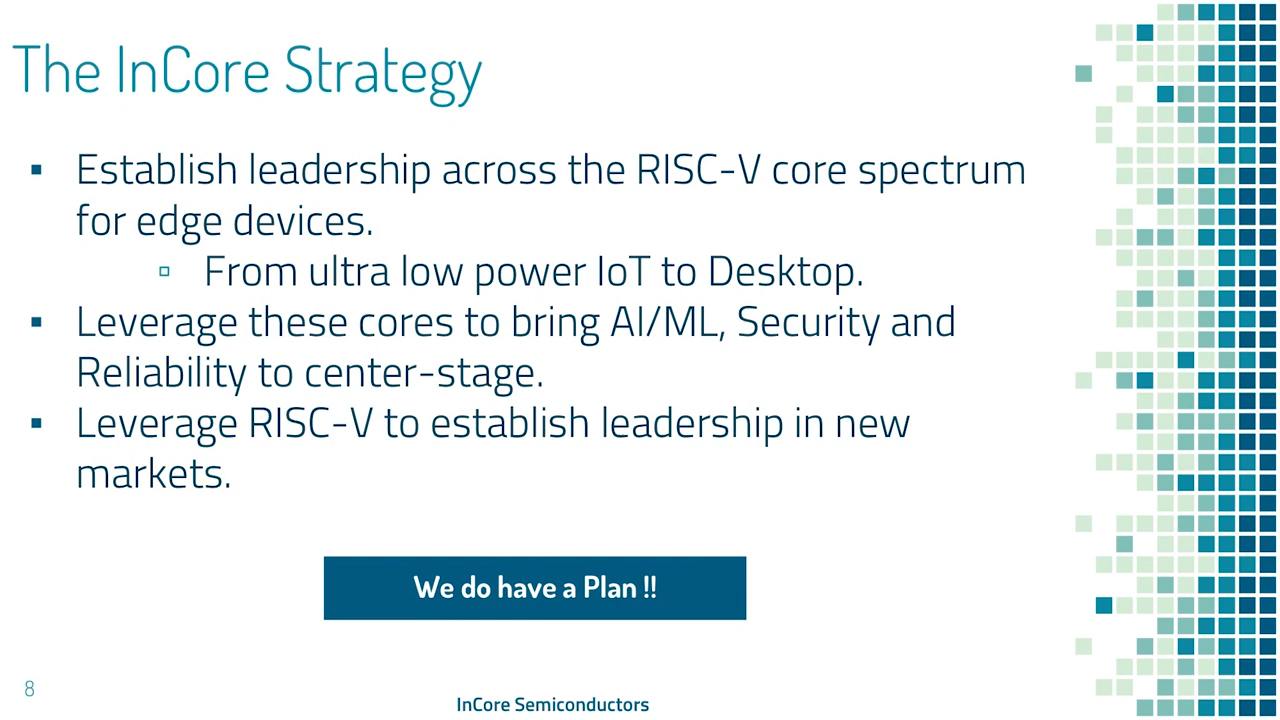 The InCore Strategy
▪ Establish leadership across the RISC-V core spectrum
for edge devices.
▫ From ultra low power IoT to Desktop.
▪ Leverage these cores to bring AI/ML, Security and
Reliability to center-stage.
▪ Leverage RISC-V to establish leadership in new
markets.
We do have a Plan !!
8
InCore Semiconductors